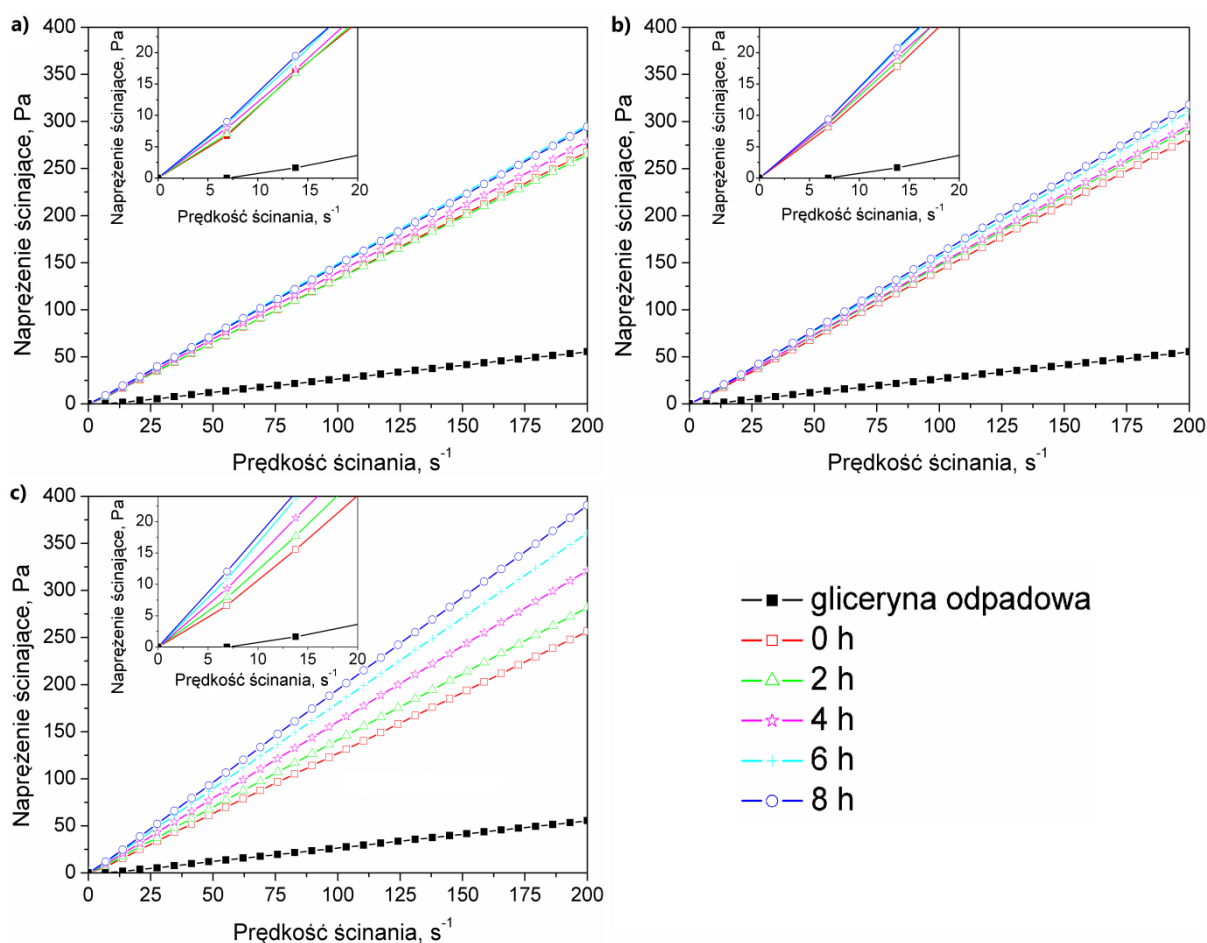 a)
400
350
300
250
200
150
100
50
0
Naprężenie ścinające, Pa
0 25 50 75 100 125 150 175 200
Prędkość ścinania, s-1
20
15
10
5
0
Naprężenie ścinające, Pa
0 5 10 15 20
Prędkość ścinania, s-1
b)
400
350
300
250
200
150
100
50
0
Naprężenie ścinające, Pa
0 25 50 75 100 125 150 175 200
Prędkość ścinania, s-1
20
15
10
5
0
Naprężenie ścinające, Pa
0 5 10 15 20
Prędkość ścinania, s-1
c)
400
350
300
250
200
150
100
50
0
Naprężenie ścinające, Pa
0 25 50 75 100 125 150 175 200
Prędkość ścinania, s-1
20
15
10
5
0
Naprężenie ścinające, Pa
0 5 10 15 20
Prędkość ścinania, s-1
gliceryna odpadowa
0 h
2 h
4 h
6 h
8 h